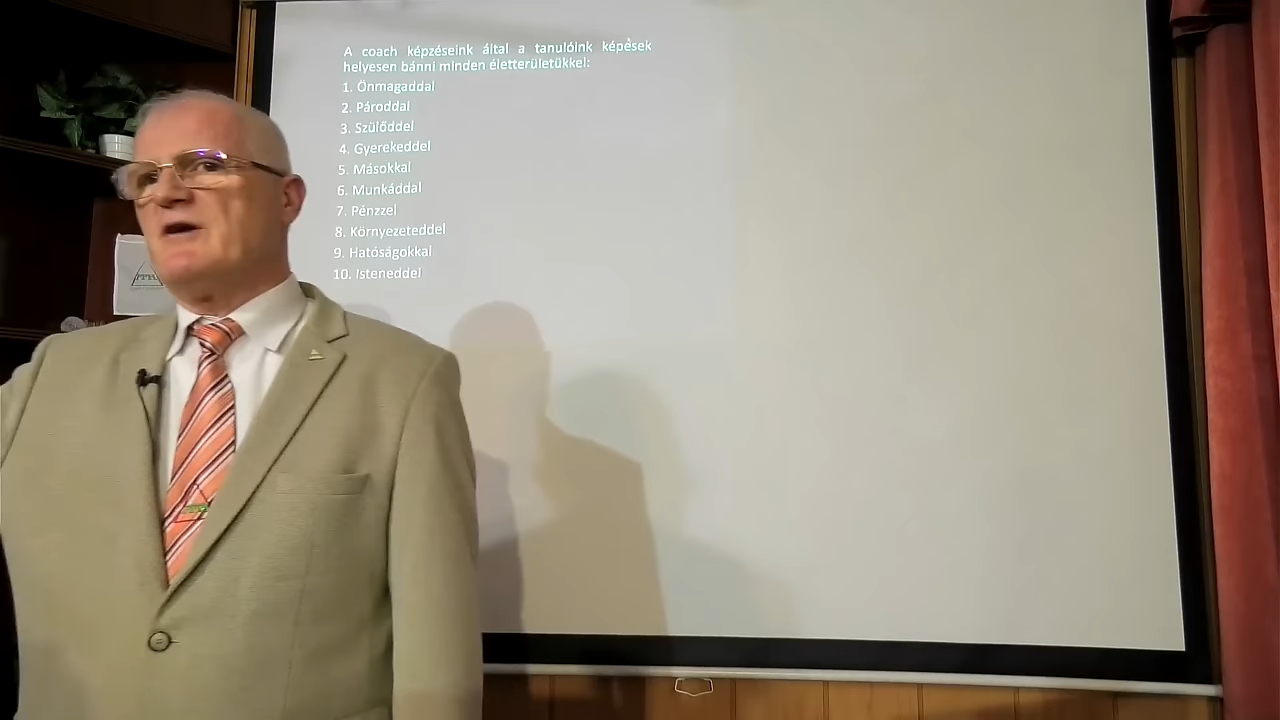 A coach képzéseink által a tanulóink képesek
helyesen bánni minden életterületükkel:
1. Önmagaddal
2. Pároddal
3. Szülőddel
4. Gyerekeddel
5. Másokkal
6. Munkáddal
7. Pénzzel
8. Környezeteddel
9. Hatóságokkal
10. Isteneddel